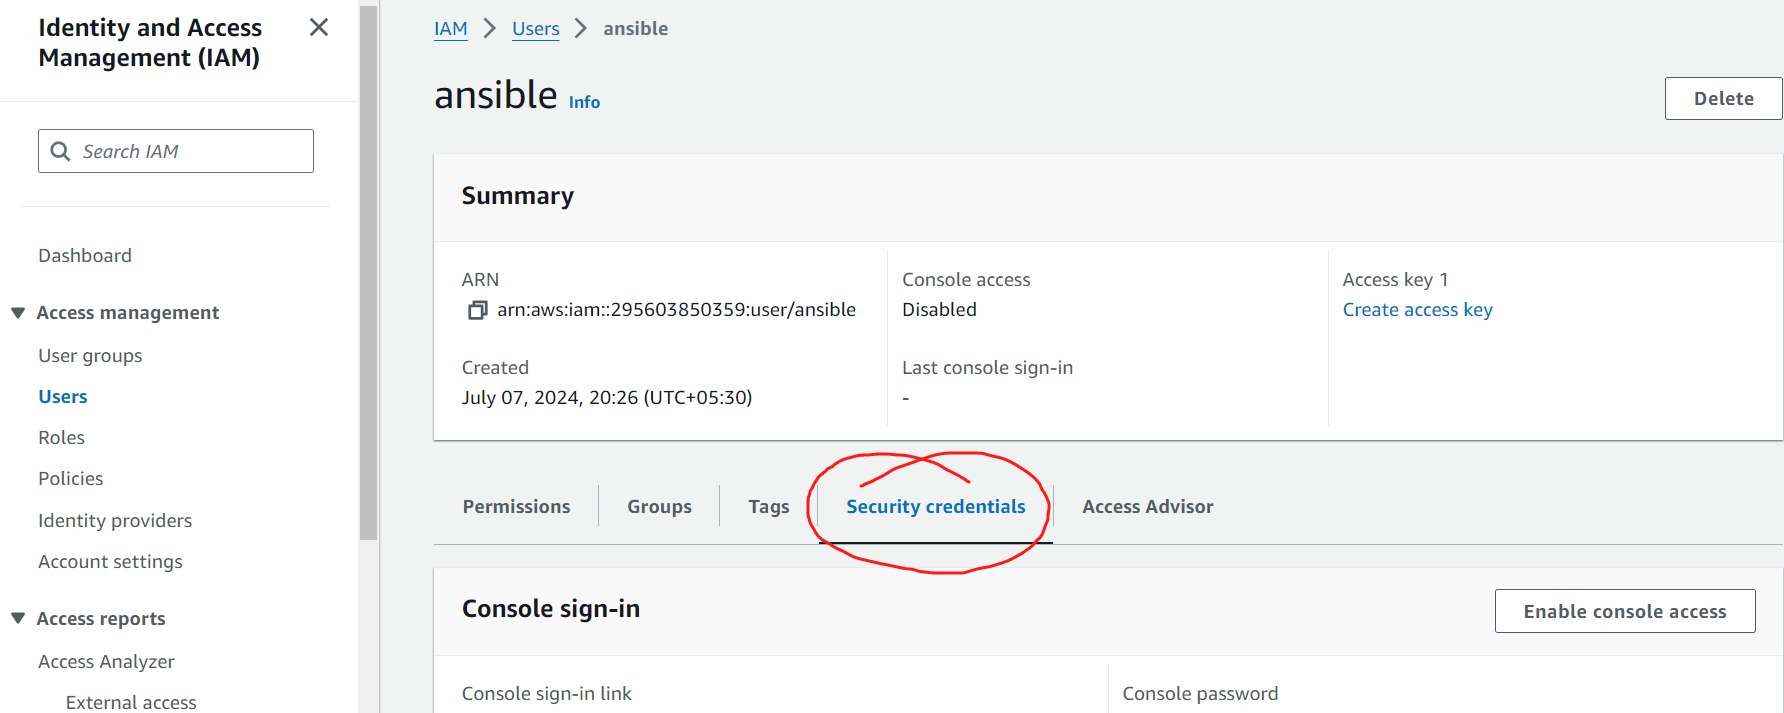 Identity and Access
Management (IAM)
Search IAM
Dashboard
Access management
User groups
Users
Roles
Policies
Identity providers
Account settings
Access reports
Access Analyzer
External access
IAM
Users
ansible
ansible Info
Delete
Summary
ARN
arn:aws:iam::295603850359:user/ansible
Created
July 07, 2024, 20:26 (UTC+05:30)
Console access
Disabled
Last console sign-in
-
Access key 1
Create access key
Permissions
Groups
Tags
Security credentials
Access Advisor
Console sign-in
Enable console access
Console sign-in link
Console password